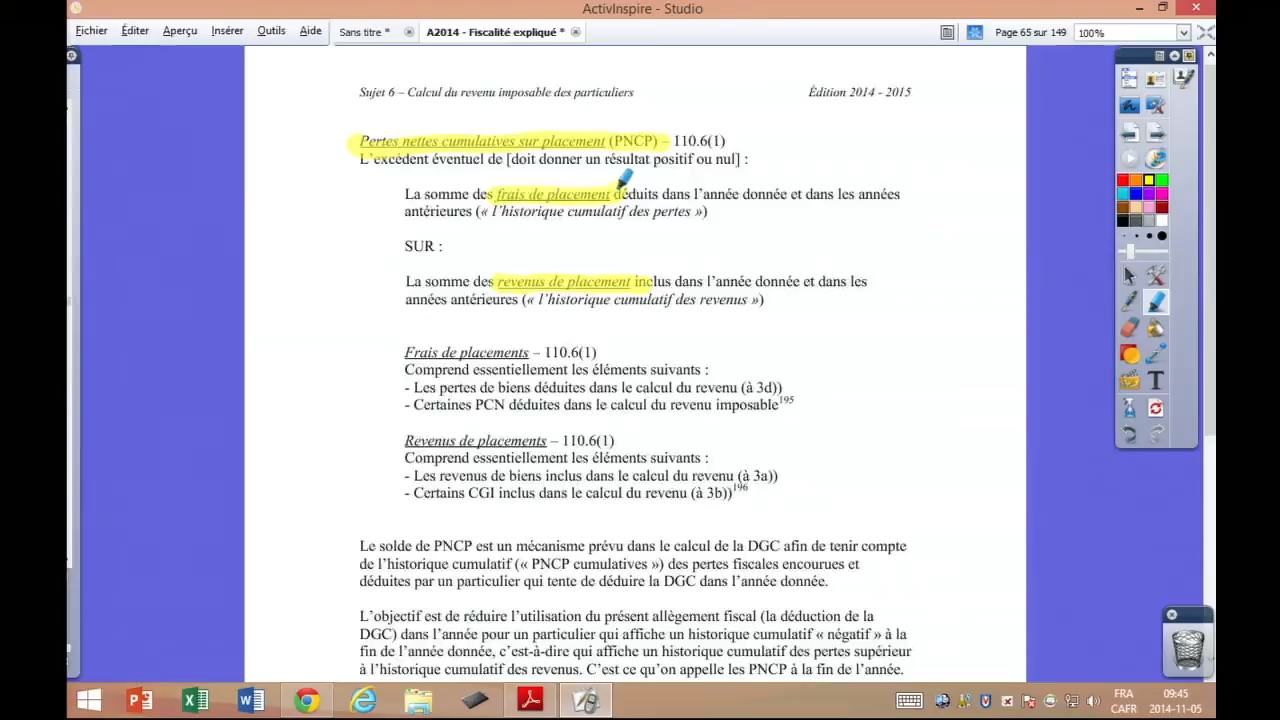 ActivInspire - Studio
Fichier Éditer Aperçu Insérer Outils Aide Sans titre * A2014 - Fiscalité expliqué * Page 65 sur 149 100%
Sujet 6 – Calcul du revenu imposable des particuliers Édition 2014 - 2015
Pertes nettes cumulatives sur placement (PNCP) – 110.6(1)
L'excédent éventuel de [doit donner un résultat positif ou nul] :
La somme des frais de placement déduits dans l'année donnée et dans les années
antérieures (« l'historique cumulatif des pertes »)
SUR :
La somme des revenus de placement inclus dans l'année donnée et dans les
années antérieures (« l'historique cumulatif des revenus »)
Frais de placements – 110.6(1)
Comprend essentiellement les éléments suivants :
- Les pertes de biens déduites dans le calcul du revenu (à 3d))
- Certaines PCN déduites dans le calcul du revenu imposable195
Revenus de placements – 110.6(1)
Comprend essentiellement les éléments suivants :
- Les revenus de biens inclus dans le calcul du revenu (à 3a))
- Certains CGI inclus dans le calcul du revenu (à 3b))196
Le solde de PNCP est un mécanisme prévu dans le calcul de la DGC afin de tenir compte
de l'historique cumulatif (« PNCP cumulatives ») des pertes fiscales encourues et
déduites par un particulier qui tente de déduire la DGC dans l'année donnée.
L'objectif est de réduire l'utilisation du présent allègement fiscal (la déduction de la
DGC) dans l'année pour un particulier qui affiche un historique cumulatif « négatif » à la
fin de l'année donnée, c'est-à-dire qui affiche un historique cumulatif des pertes supérieur
à l'historique cumulatif des revenus. C'est ce qu'on appelle les PNCP à la fin de l'année.
FRA 09:45
CAFR 2014-11-05